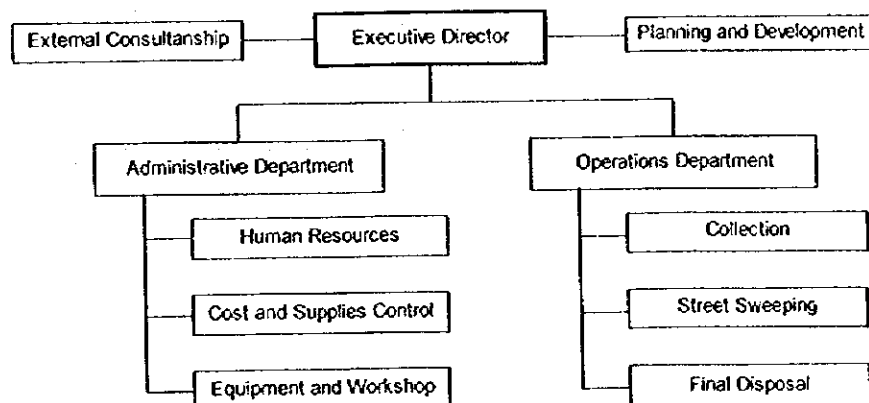 External Consultanship
Executive Director
Planning and Development
Administrative Department
Operations Department
Human Resources
Collection
Cost and Supplies Control
Street Sweeping
Equipment and Workshop
Final Disposal